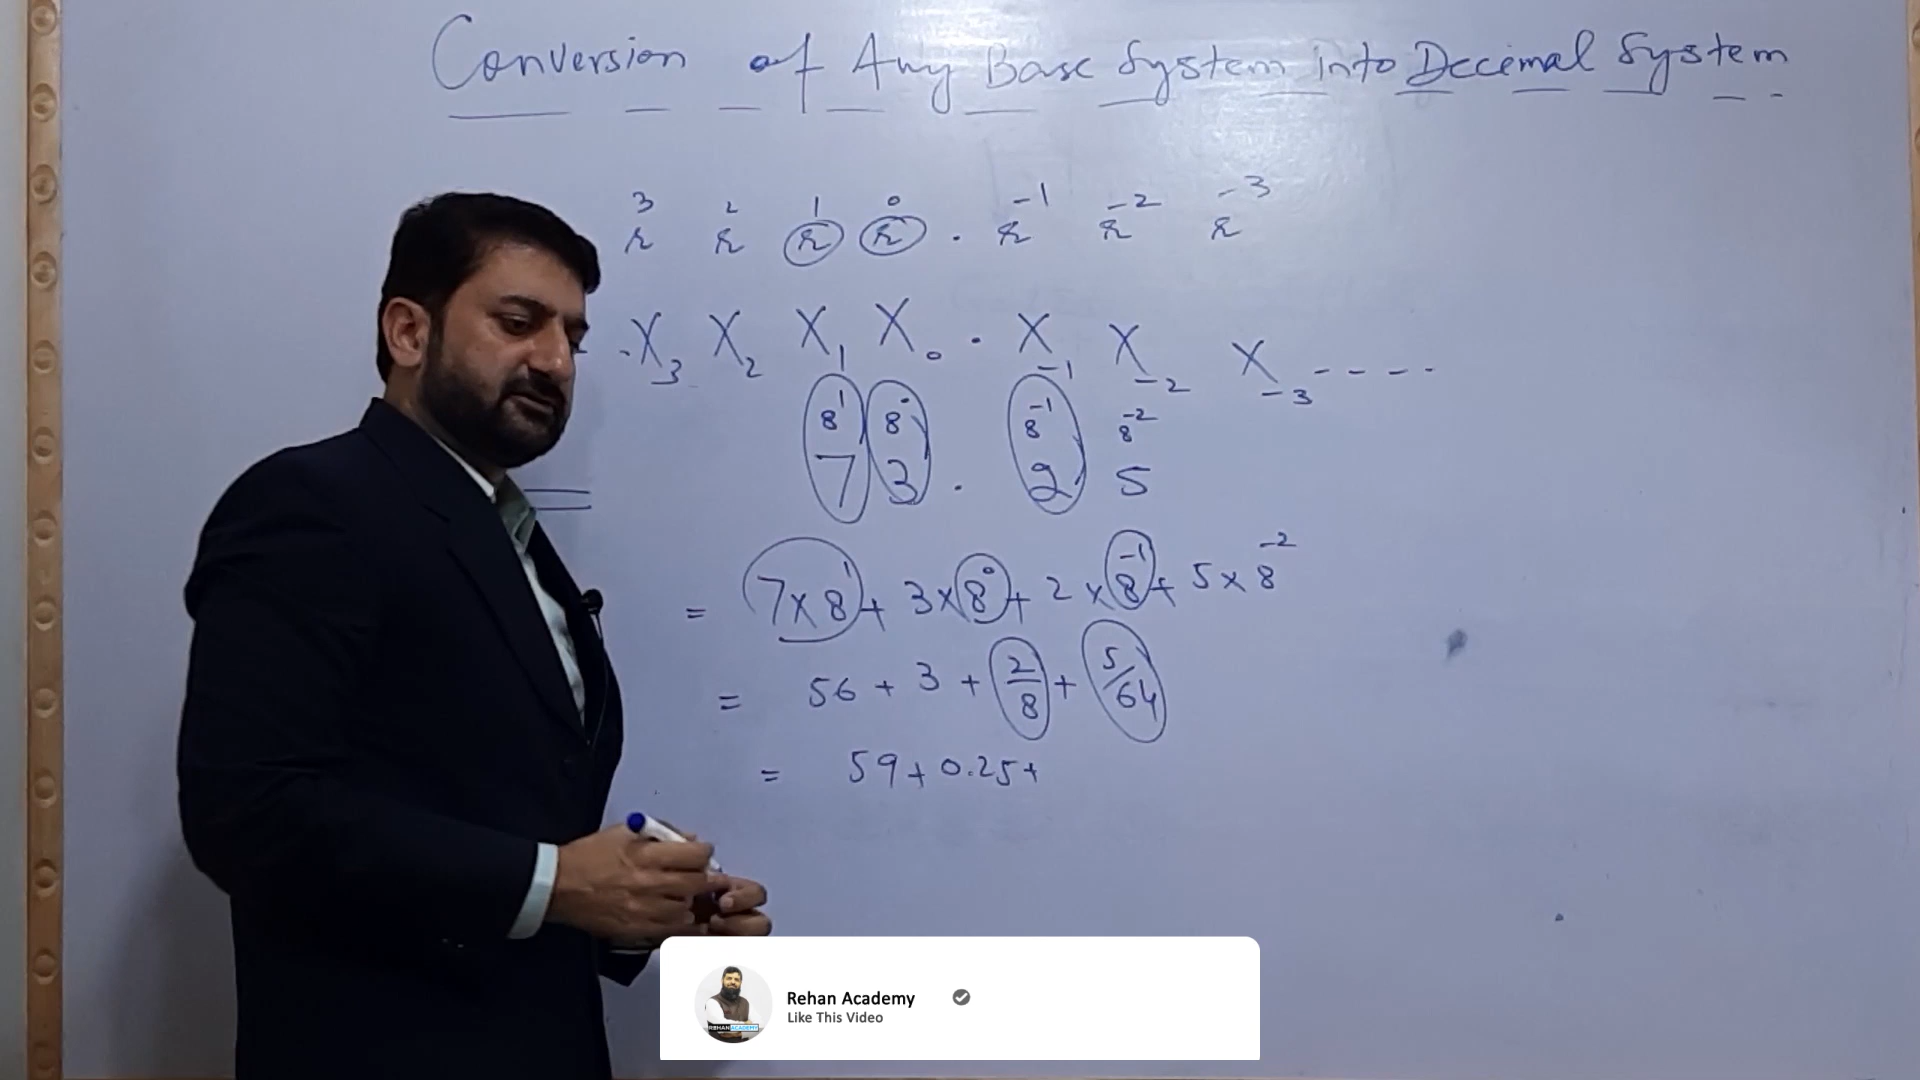 Conversion of Any Base System into Decimal System
r³ r² r¹ r⁰ . r⁻¹ r⁻² r⁻³
- . X₃ X₂ X₁ X₀ . X₋₁ X₋₂ X₋₃ - - - -
8¹ 8⁰ 8⁻¹ 8⁻²
7 3 . 2 5
= 7×8¹ + 3×8⁰ + 2×8⁻¹ + 5×8⁻²
= 56 + 3 + 2/8 + 5/64
= 59 + 0.25 +
Rehan Academy
Like This Video
REHAN ACADEMY